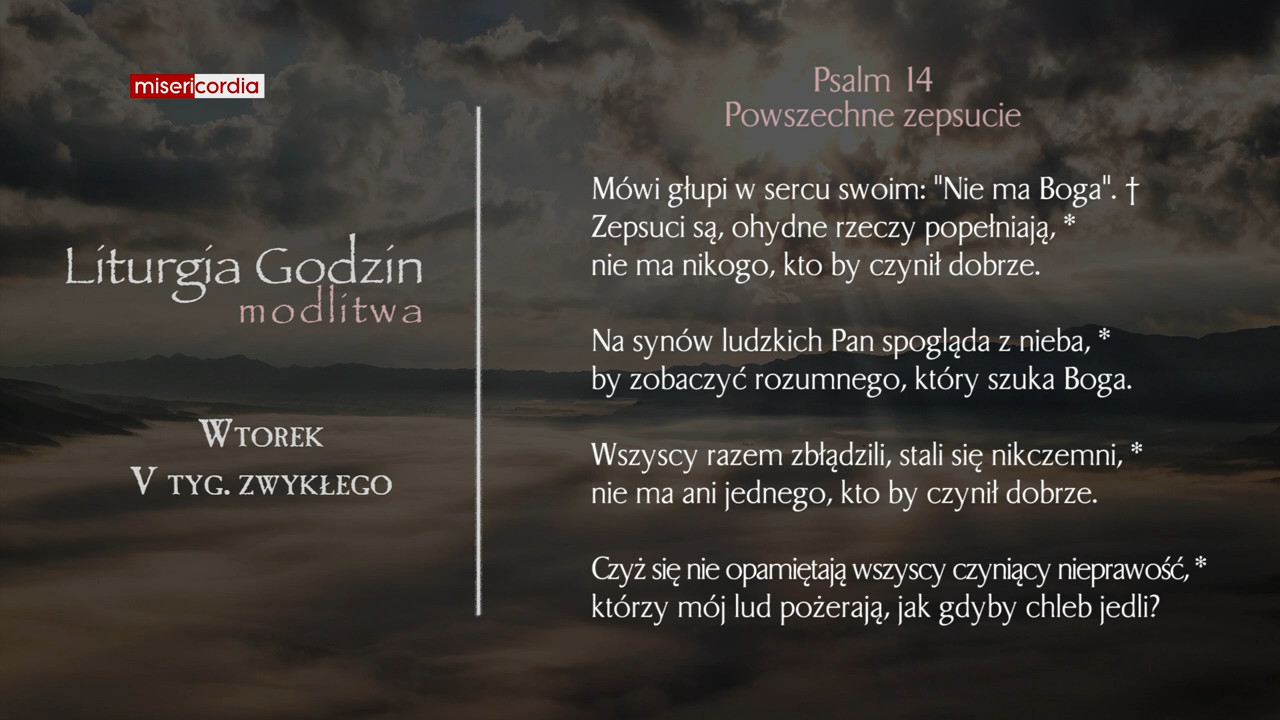 misericordia
Liturgia Godzin
modlitwa
Wtorek
V tyg. zwykłego
Psalm 14
Powszechne zepsucie
Mówi głupi w sercu swoim: "Nie ma Boga". †
Zepsuci są, ohydne rzeczy popełniają, *
nie ma nikogo, kto by czynił dobrze.
Na synów ludzkich Pan spogląda z nieba, *
by zobaczyć rozumnego, który szuka Boga.
Wszyscy razem zbłądzili, stali się nikczemni, *
nie ma ani jednego, kto by czynił dobrze.
Czyż się nie opamiętają wszyscy czyniący nieprawość, *
którzy mój lud pożerają, jak gdyby chleb jedli?